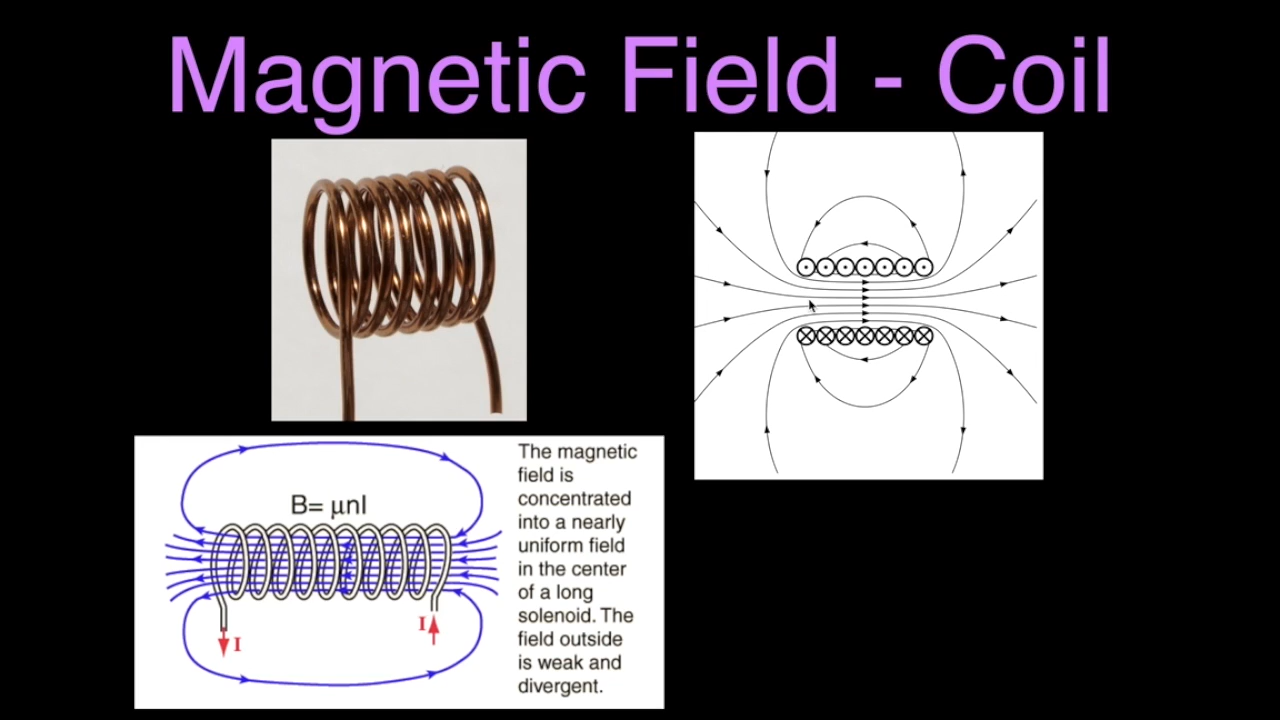 Magnetic Field - Coil
B= μnI
I
I
The magnetic
field is
concentrated
into a nearly
uniform field
in the center
of a long
solenoid. The
field outside
is weak and
divergent.